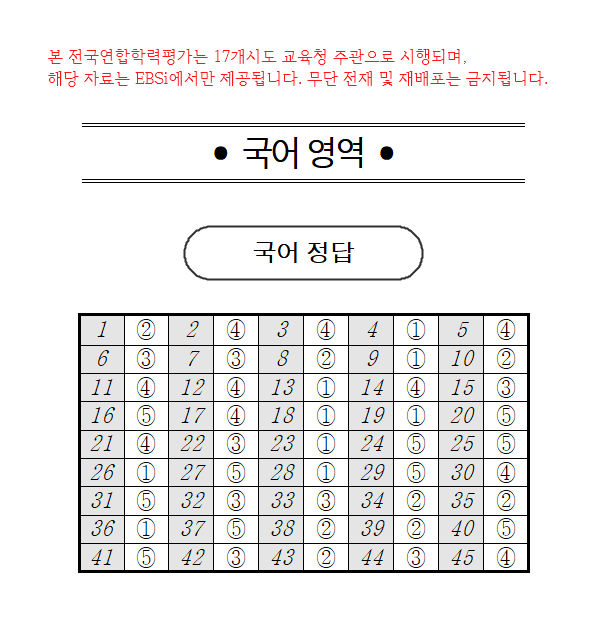 본 전국연합학력평가는 17개시도 교육청 주관으로 시행되며,
해당 자료는 EBSi에서만 제공됩니다. 무단 전재 및 재배포는 금지됩니다.
• 국어 영역 •
국어 정답
1 ② 2 ④ 3 ④ 4 ① 5 ④
6 ③ 7 ③ 8 ② 9 ① 10 ②
11 ④ 12 ④ 13 ① 14 ④ 15 ③
16 ⑤ 17 ④ 18 ① 19 ① 20 ⑤
21 ④ 22 ③ 23 ① 24 ⑤ 25 ⑤
26 ① 27 ⑤ 28 ① 29 ⑤ 30 ④
31 ⑤ 32 ③ 33 ③ 34 ② 35 ②
36 ① 37 ⑤ 38 ② 39 ② 40 ⑤
41 ⑤ 42 ③ 43 ② 44 ③ 45 ④